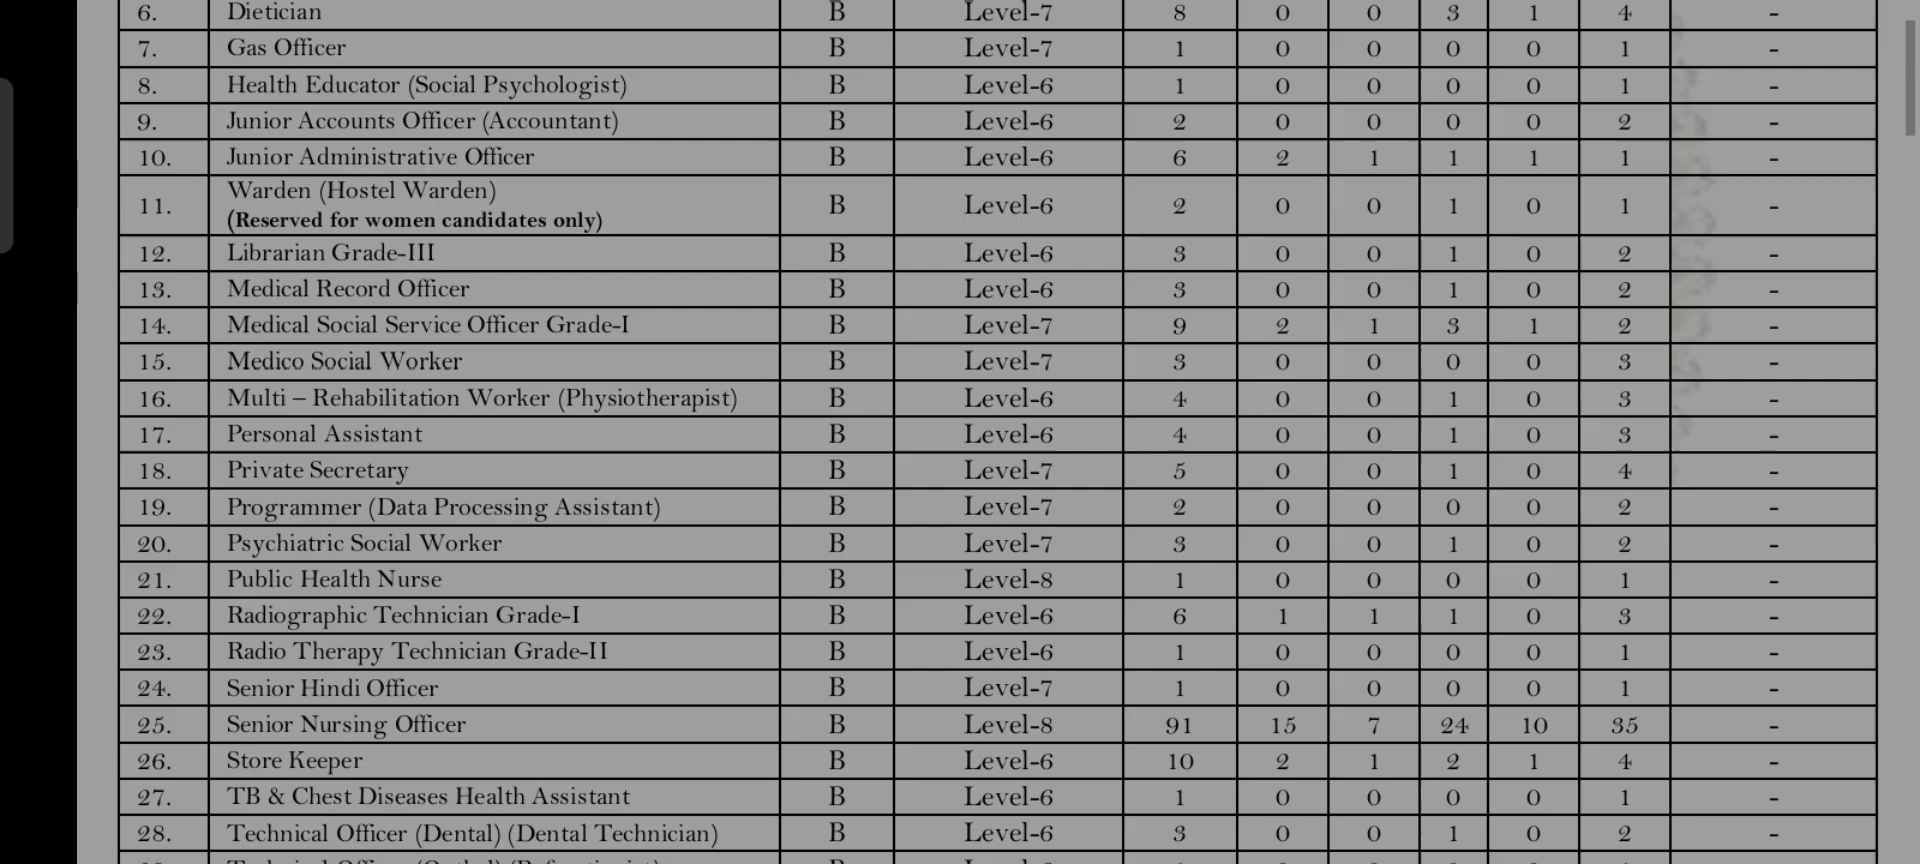 6. Dietician B Level-7 8 0 0 3 1 4 -
7. Gas Officer B Level-7 1 0 0 0 0 1 -
8. Health Educator (Social Psychologist) B Level-6 1 0 0 0 0 1 -
9. Junior Accounts Officer (Accountant) B Level-6 2 0 0 0 0 2 -
10. Junior Administrative Officer B Level-6 6 2 1 1 1 1 -
11. Warden (Hostel Warden) B Level-6 2 0 0 1 0 1 -
(Reserved for women candidates only)
12. Librarian Grade-III B Level-6 3 0 0 1 0 2 -
13. Medical Record Officer B Level-6 3 0 0 1 0 2 -
14. Medical Social Service Officer Grade-I B Level-7 9 2 1 3 1 2 -
15. Medico Social Worker B Level-7 3 0 0 0 0 3 -
16. Multi – Rehabilitation Worker (Physiotherapist) B Level-6 4 0 0 1 0 3 -
17. Personal Assistant B Level-6 4 0 0 1 0 3 -
18. Private Secretary B Level-7 5 0 0 1 0 4 -
19. Programmer (Data Processing Assistant) B Level-7 2 0 0 0 0 2 -
20. Psychiatric Social Worker B Level-7 3 0 0 1 0 2 -
21. Public Health Nurse B Level-8 1 0 0 0 0 1 -
22. Radiographic Technician Grade-I B Level-6 6 1 1 1 0 3 -
23. Radio Therapy Technician Grade-II B Level-6 1 0 0 0 0 1 -
24. Senior Hindi Officer B Level-7 1 0 0 0 0 1 -
25. Senior Nursing Officer B Level-8 91 15 7 24 10 35 -
26. Store Keeper B Level-6 10 2 1 2 1 4 -
27. TB & Chest Diseases Health Assistant B Level-6 1 0 0 0 0 1 -
28. Technical Officer (Dental) (Dental Technician) B Level-6 3 0 0 1 0 2 -